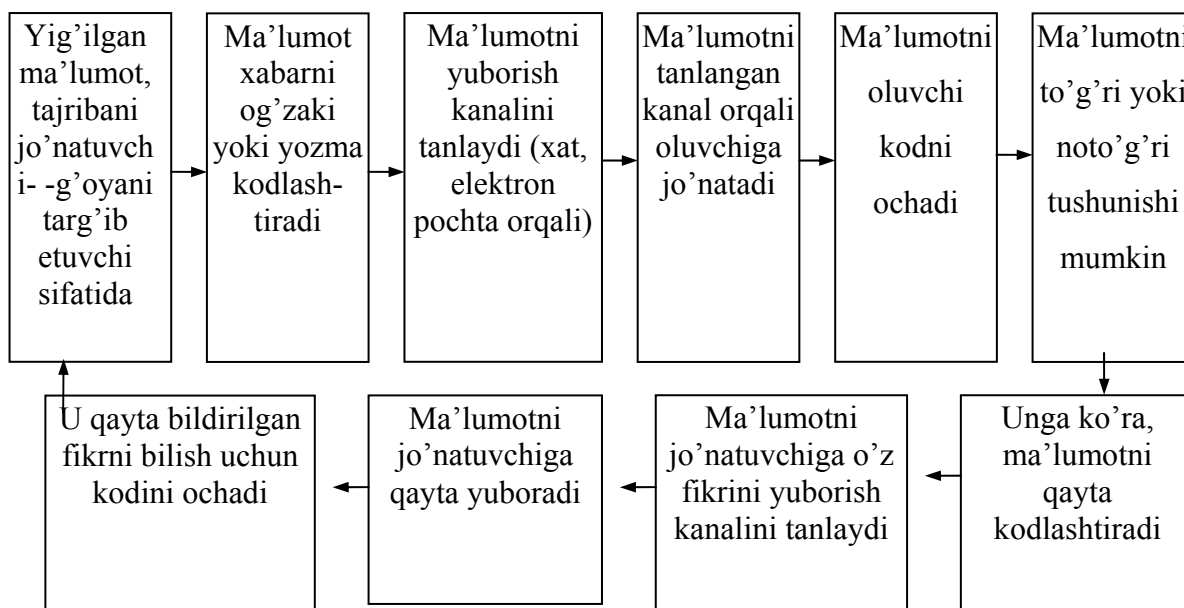 Yig’ilgan
ma’lumot,
tajribani
jo’natuvch
i- -g’oyani
targ’ib
etuvchi
sifatida
Ma’lumot
xabarni
og’zaki
yoki yozma
kodlash-
tiradi
Ma’lumotni
yuborish
kanalini
tanlaydi (xat,
elektron
pochta orqali)
Ma’lumotni
tanlangan
kanal orqali
oluvchiga
jo’natadi
Ma’lumotni
oluvchi
kodni
ochadi
Ma’lumotni
to’g’ri yoki
noto’g’ri
tushunishi
mumkin
Unga ko’ra,
ma’lumotni
qayta
kodlashtiradi
Ma’lumotni
jo’natuvchiga o’z
fikrini yuborish
kanalini tanlaydi
Ma’lumotni
jo’natuvchiga
qayta yuboradi
U qayta bildirilgan
fikrni bilish uchun
kodini ochadi